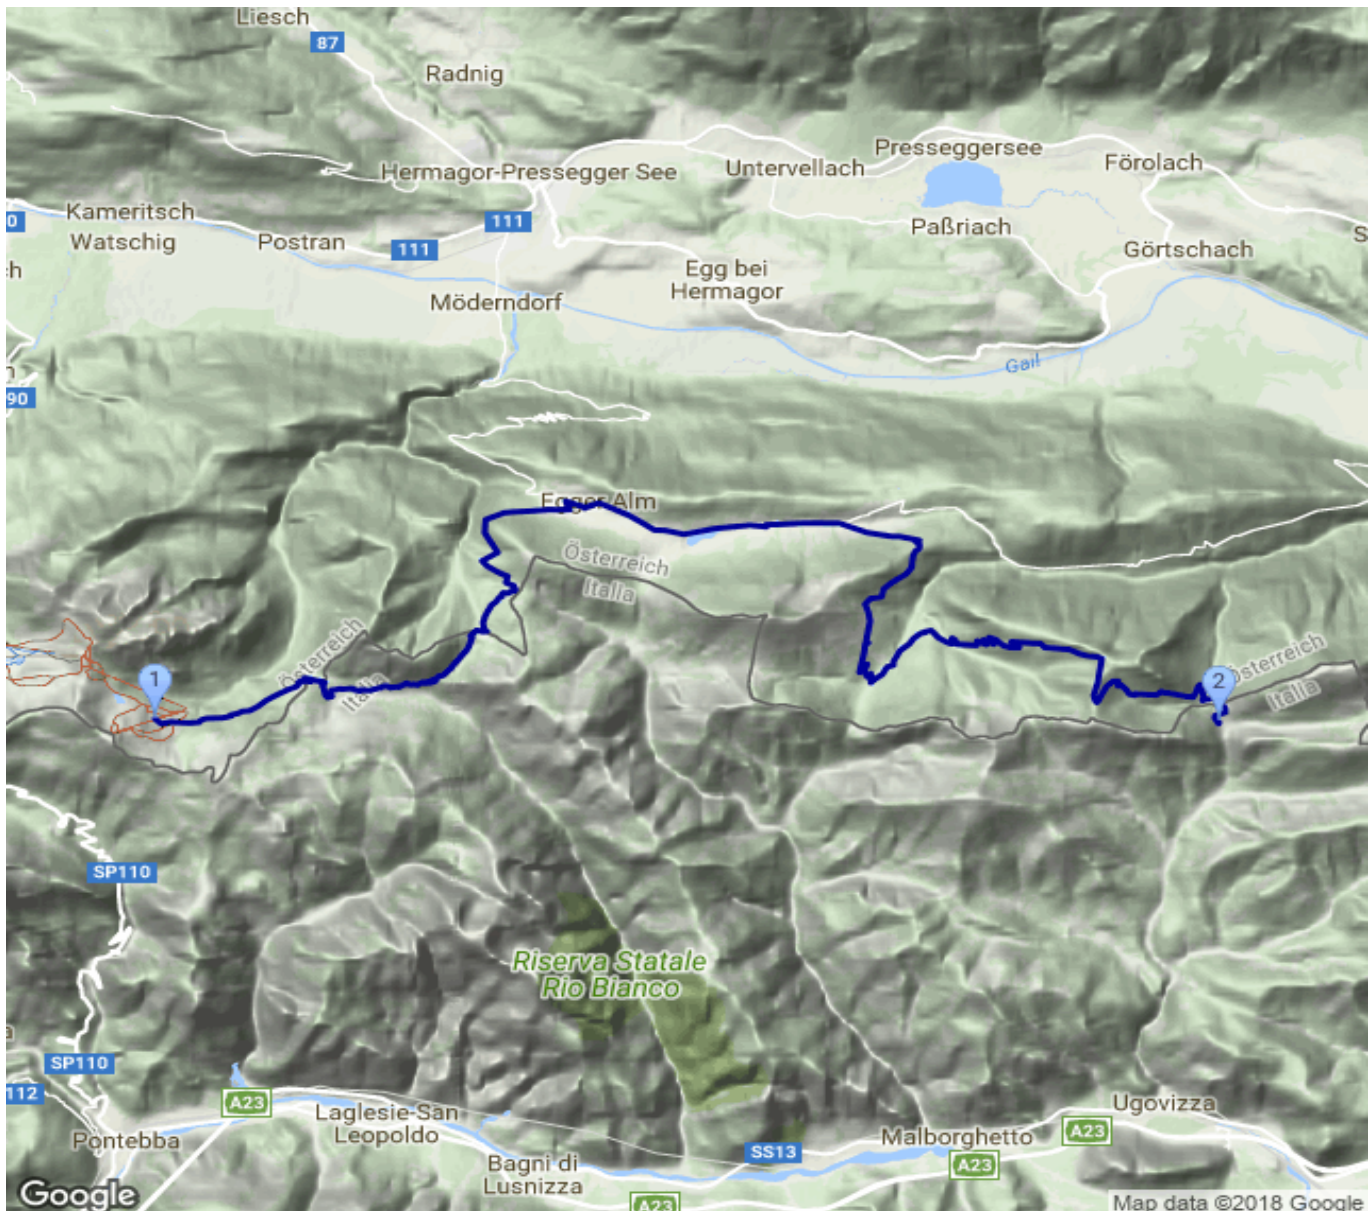 Liesch
87
Radnig
Hermagor-Pressegger See
Untervellach
Presseggersee
Förolach
Kameritsch
0
111
Paßriach
Watschig
Postran
111
Görtschach
S
ch
Egg bei
Hermagor
Möderndorf
Gail
n
90
Egger Alm
Österreich
Italia
Österreich
Italia
1
Österreich
Italia
2
SP110
Riserva Statale
Rio Bianco
a
SP110
112
A23
Laglesie-San
Leopoldo
Ugovizza
Pontebba
Malborghetto
A23
SS13
Bagni di
Lusnizza
A23
A23
Google
Map data ©2018 Google